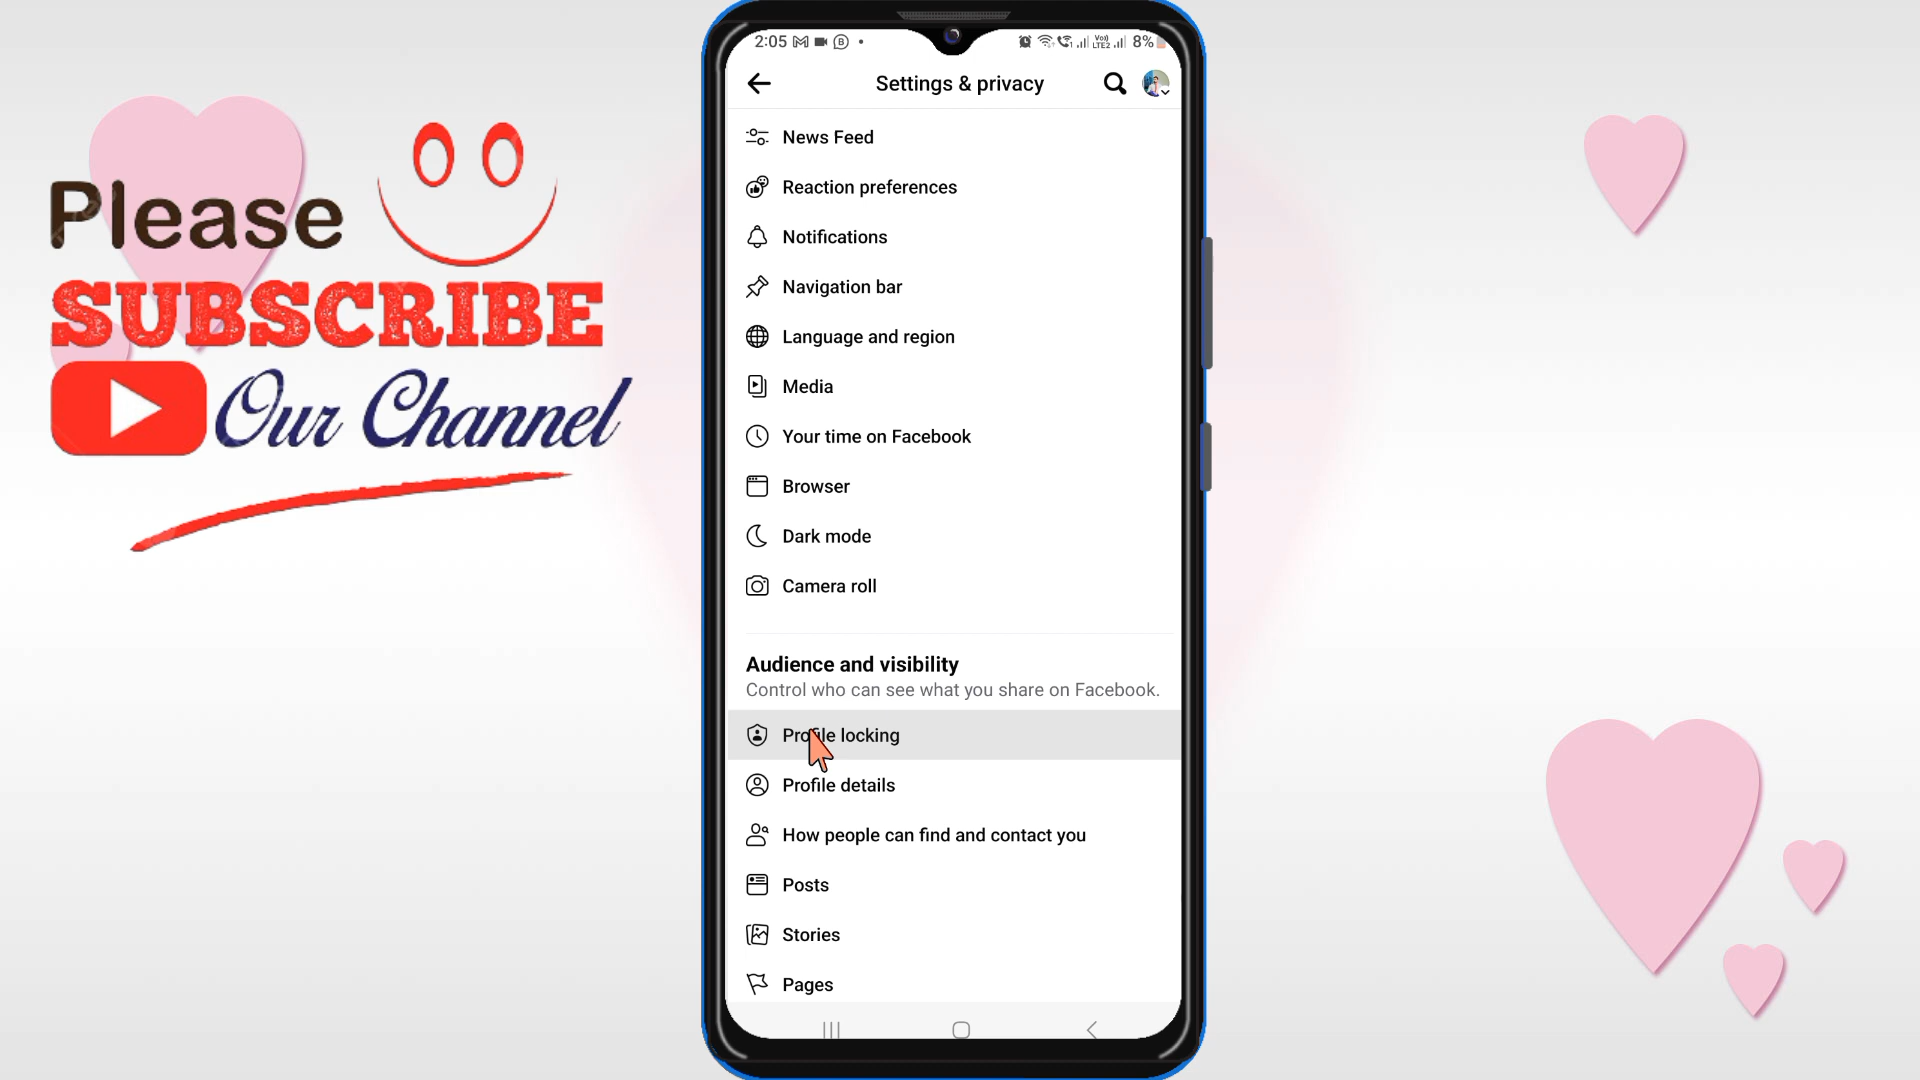 Please
SUBSCRIBE
Our Channel
2:05
Vo))
LTE2
8%
Settings & privacy
News Feed
Reaction preferences
Notifications
Navigation bar
Language and region
Media
Your time on Facebook
Browser
Dark mode
Camera roll
Audience and visibility
Control who can see what you share on Facebook.
Profile locking
Profile details
How people can find and contact you
Posts
Stories
Pages